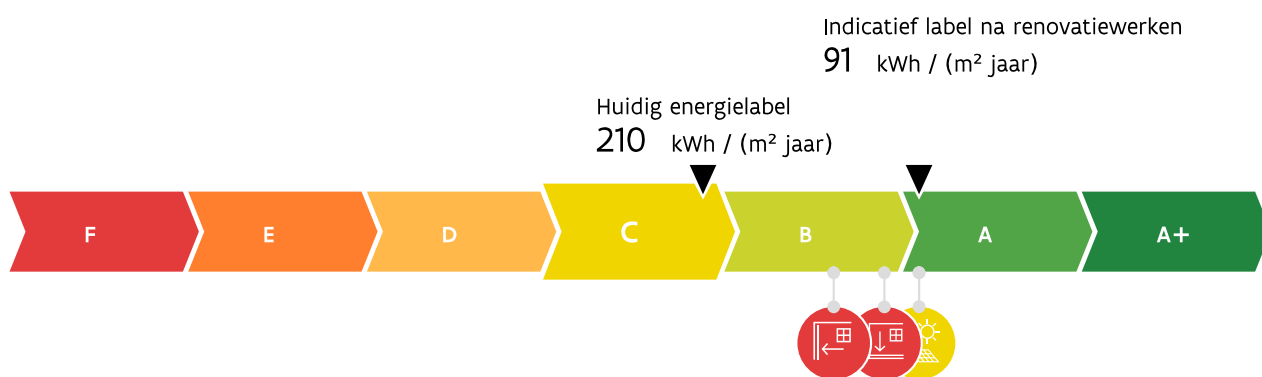 Indicatief label na renovatiewerken
91 kWh / (m² jaar)
Huidig energielabel
210 kWh / (m² jaar)
F E D C B A A+